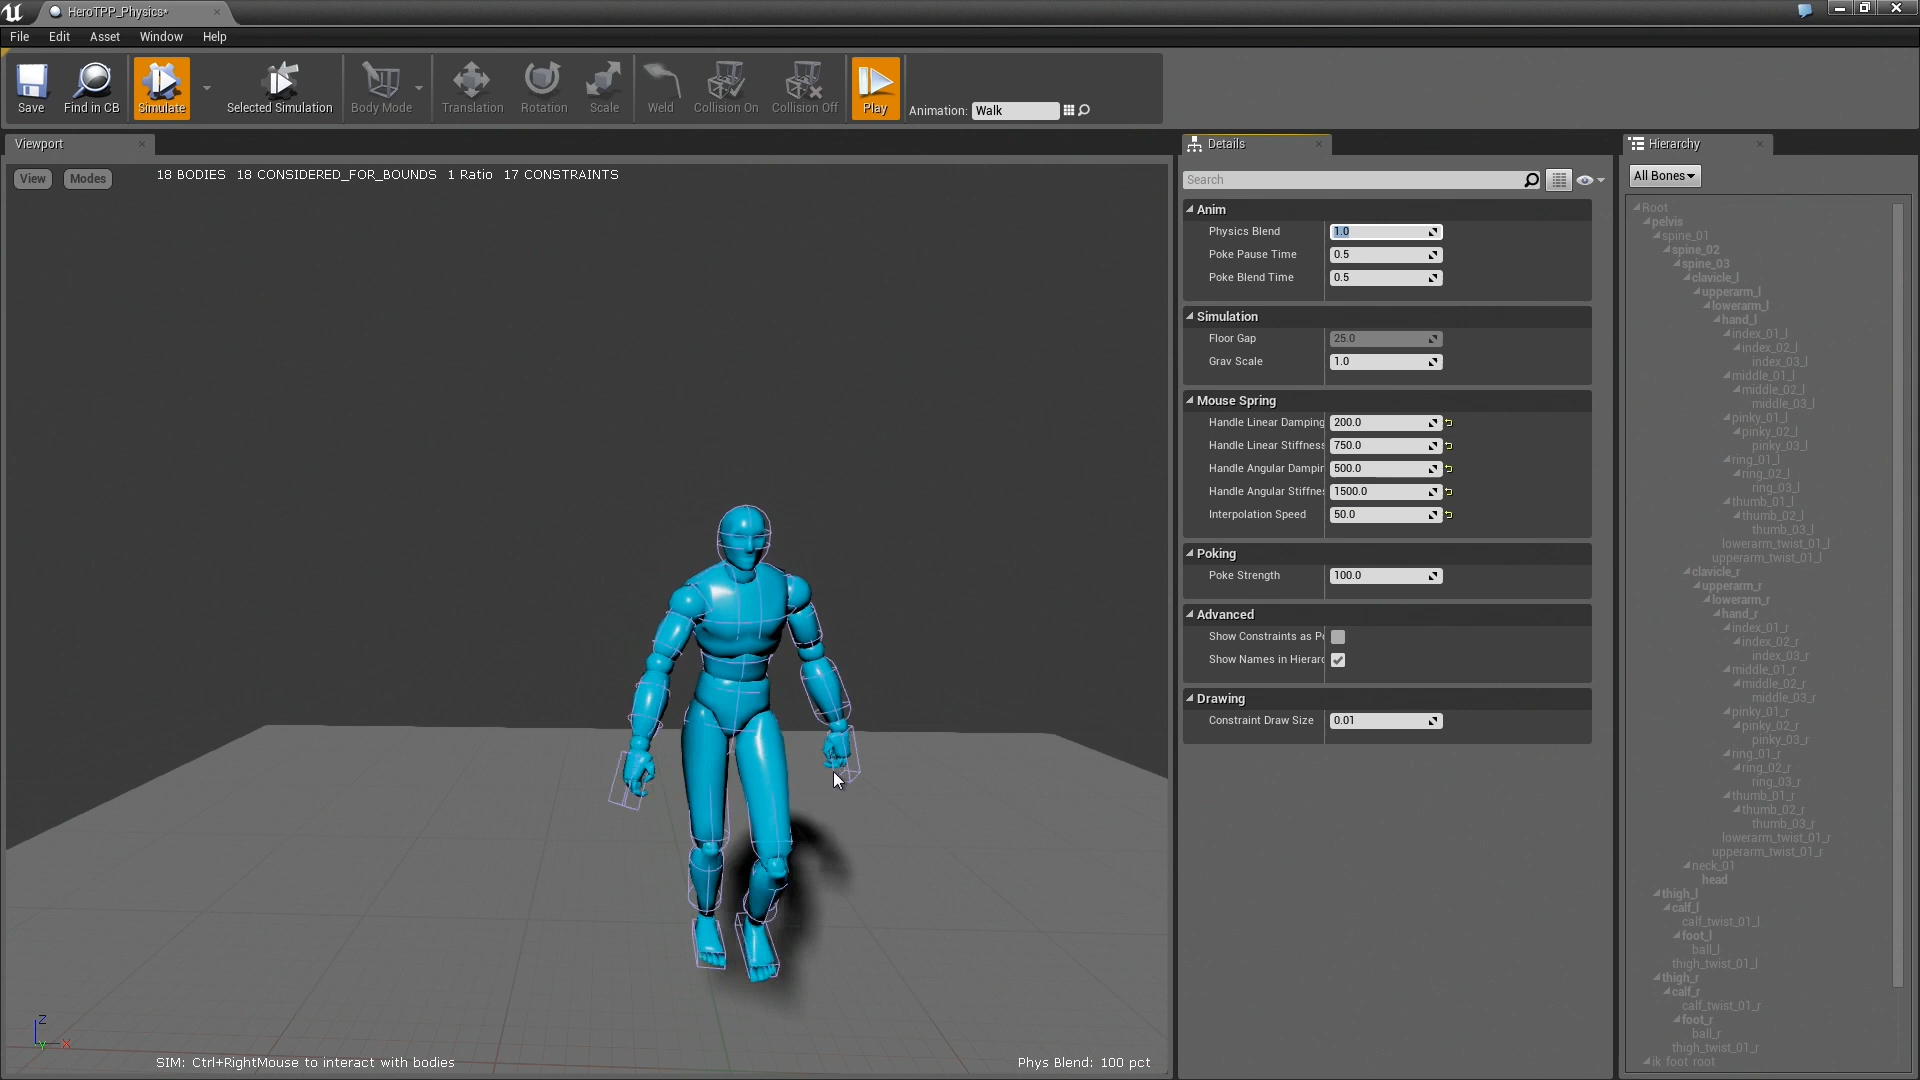 HeroTPP_Physics*
File Edit Asset Window Help
Save Find in CB Simulate Selected Simulation Body Mode Translation Rotation Scale Weld Collision On Collision Off Play Animation: Walk
Viewport
View Modes 18 BODIES 18 CONSIDERED_FOR_BOUNDS 1 Ratio 17 CONSTRAINTS
SIM: Ctrl+RightMouse to interact with bodies
Phys Blend: 100 pct
Z
Y
X
Details
Search
Anim
Physics Blend 1.0
Poke Pause Time 0.5
Poke Blend Time 0.5
Simulation
Floor Gap 25.0
Grav Scale 1.0
Mouse Spring
Handle Linear Damping 200.0
Handle Linear Stiffness 750.0
Handle Angular Dampin 500.0
Handle Angular Stiffnes 1500.0
Interpolation Speed 50.0
Poking
Poke Strength 100.0
Advanced
Show Constraints as Po
Show Names in Hierarc
Drawing
Constraint Draw Size 0.01
Hierarchy
All Bones
Root
pelvis
spine_01
spine_02
spine_03
clavicle_l
upperarm_l
lowerarm_l
hand_l
index_01_l
index_02_l
index_03_l
middle_01_l
middle_02_l
middle_03_l
pinky_01_l
pinky_02_l
pinky_03_l
ring_01_l
ring_02_l
ring_03_l
thumb_01_l
thumb_02_l
thumb_03_l
lowerarm_twist_01_l
upperarm_twist_01_l
clavicle_r
upperarm_r
lowerarm_r
hand_r
index_01_r
index_02_r
index_03_r
middle_01_r
middle_02_r
middle_03_r
pinky_01_r
pinky_02_r
pinky_03_r
ring_01_r
ring_02_r
ring_03_r
thumb_01_r
thumb_02_r
thumb_03_r
lowerarm_twist_01_r
upperarm_twist_01_r
neck_01
head
thigh_l
calf_l
calf_twist_01_l
foot_l
ball_l
thigh_twist_01_l
thigh_r
calf_r
calf_twist_01_r
foot_r
ball_r
thigh_twist_01_r
ik_foot_root